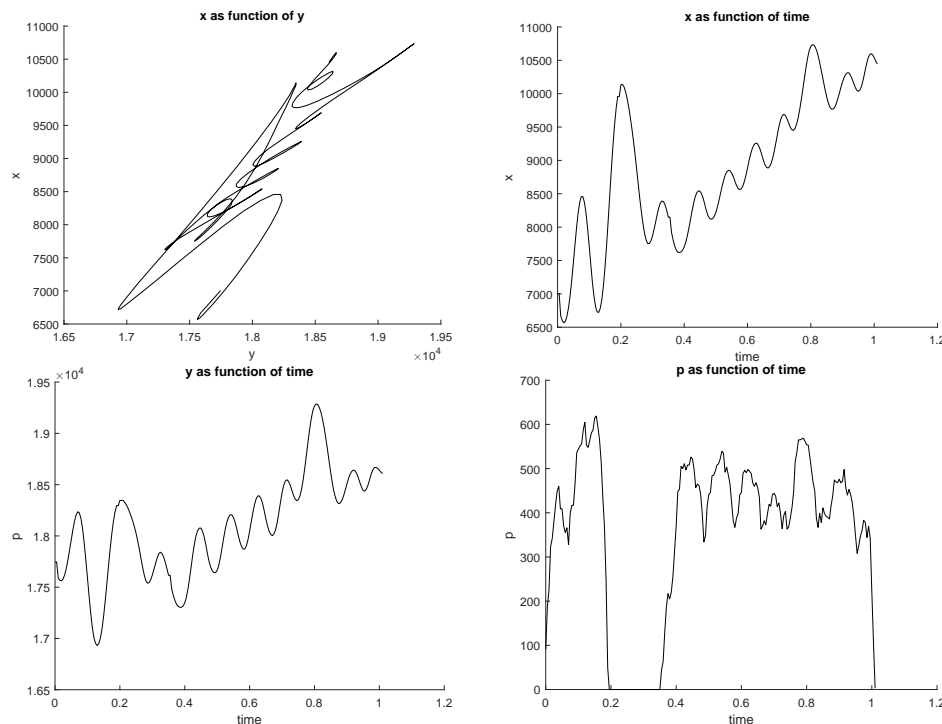 x as function of y
11000
10500
10000
9500
9000
8500
8000
7500
7000
6500
x
1.65 1.7 1.75 1.8 1.85 1.9 1.95
y
×10⁴
x as function of time
11000
10500
10000
9500
9000
8500
8000
7500
7000
6500
x
0 0.2 0.4 0.6 0.8 1 1.2
time
y as function of time
×10⁴
1.95
1.9
1.85
1.8
1.75
1.7
1.65
p
0 0.2 0.4 0.6 0.8 1 1.2
time
p as function of time
700
600
500
400
300
200
100
0
p
0 0.2 0.4 0.6 0.8 1 1.2
time